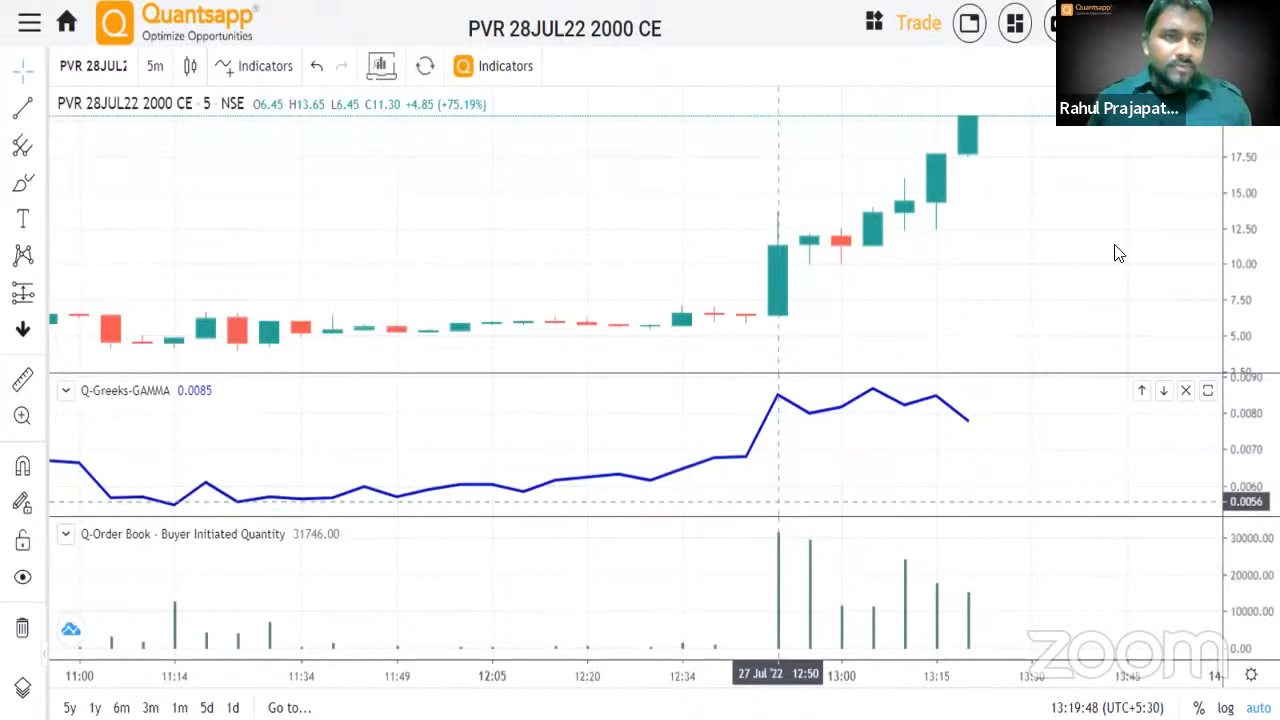 Quantsapp®
Optimize Opportunities
PVR 28JUL22 2000 CE
Trade
Quantsapp
Rahul Prajapat...
PVR 28JUL2
5m
Indicators
Indicators
PVR 28JUL22 2000 CE · 5 · NSE O6.45 H13.65 L6.45 C11.30 +4.85 (+75.19%)
17.50
15.00
12.50
10.00
7.50
5.00
3.50
Q-Greeks-GAMMA 0.0085
0.0090
0.0080
0.0070
0.0060
0.0056
Q-Order Book - Buyer Initiated Quantity 31746.00
30000.00
20000.00
10000.00
0.00
zoom
11:00 11:14 11:34 11:49 12:05 12:20 12:34 27 Jul '22 12:50 13:00 13:15 13:30 13:45 14:
5y 1y 6m 3m 1m 5d 1d Go to... 13:19:48 (UTC+5:30) % log auto